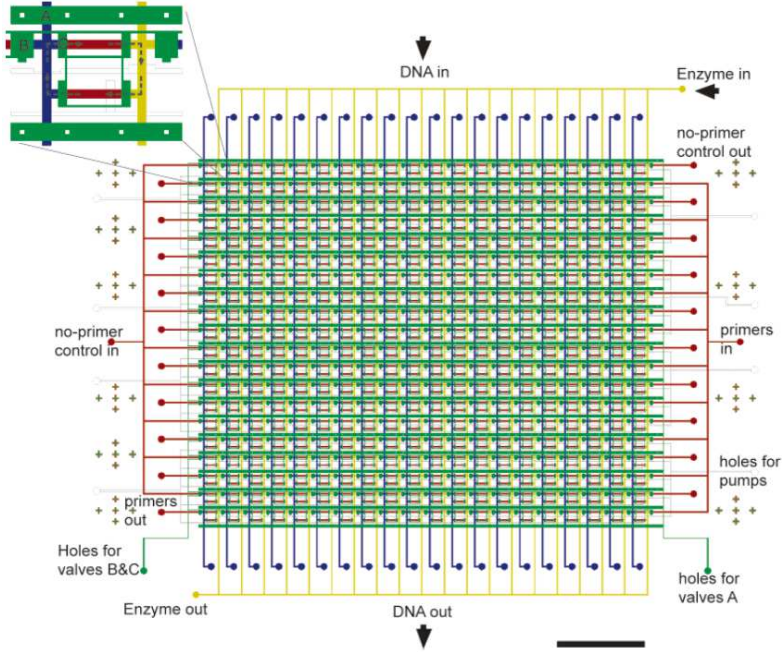 A
B
DNA in
Enzyme in
no-primer
control out
no-primer
control in
primers
in
holes for
pumps
primers
out
Holes for
valves B&C
holes for
valves A
Enzyme out
DNA out